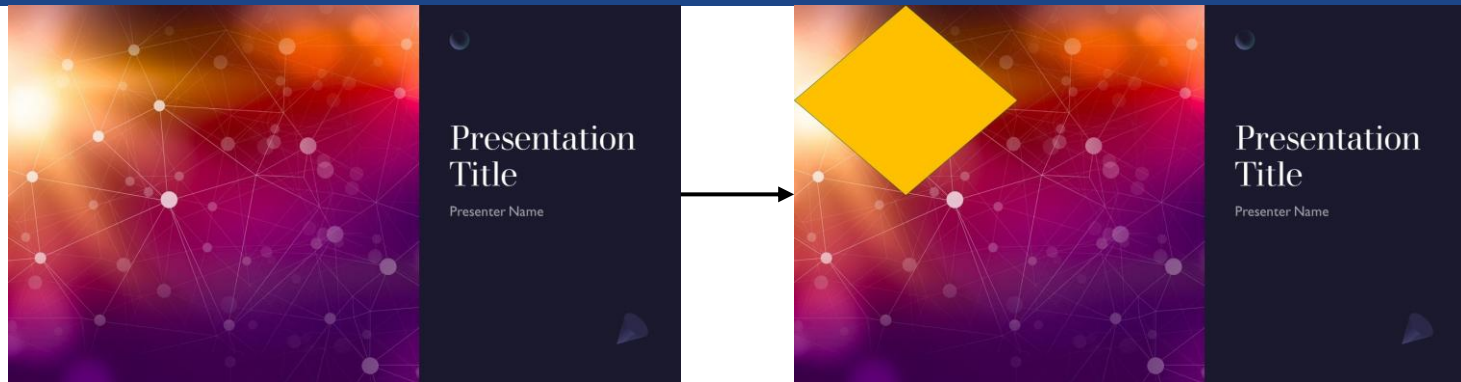 Presentation
Title
Presenter Name
Presentation
Title
Presenter Name